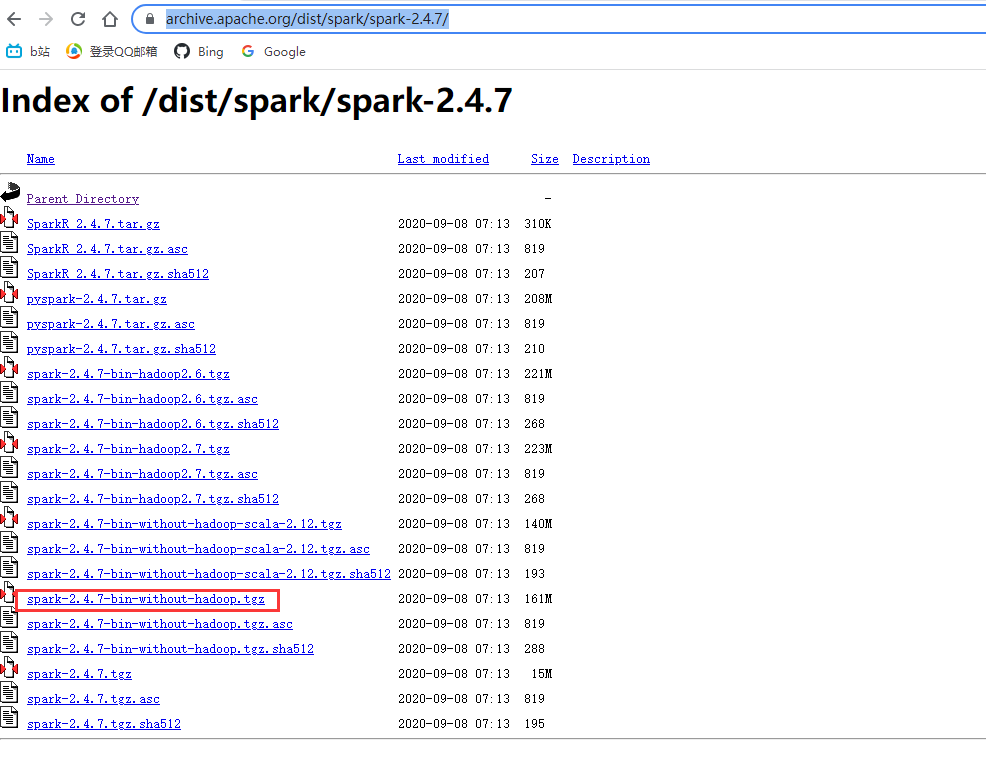 archive.apache.org/dist/spark/spark-2.4.7/
b站 登录QQ邮箱 Bing G Google
Index of /dist/spark/spark-2.4.7
Name Last modified Size Description
Parent Directory -
SparkR_2.4.7.tar.gz 2020-09-08 07:13 310K
SparkR_2.4.7.tar.gz.asc 2020-09-08 07:13 819
SparkR_2.4.7.tar.gz.sha512 2020-09-08 07:13 207
pyspark-2.4.7.tar.gz 2020-09-08 07:13 208M
pyspark-2.4.7.tar.gz.asc 2020-09-08 07:13 819
pyspark-2.4.7.tar.gz.sha512 2020-09-08 07:13 210
spark-2.4.7-bin-hadoop2.6.tgz 2020-09-08 07:13 221M
spark-2.4.7-bin-hadoop2.6.tgz.asc 2020-09-08 07:13 819
spark-2.4.7-bin-hadoop2.6.tgz.sha512 2020-09-08 07:13 268
spark-2.4.7-bin-hadoop2.7.tgz 2020-09-08 07:13 223M
spark-2.4.7-bin-hadoop2.7.tgz.asc 2020-09-08 07:13 819
spark-2.4.7-bin-hadoop2.7.tgz.sha512 2020-09-08 07:13 268
spark-2.4.7-bin-without-hadoop-scala-2.12.tgz 2020-09-08 07:13 140M
spark-2.4.7-bin-without-hadoop-scala-2.12.tgz.asc 2020-09-08 07:13 819
spark-2.4.7-bin-without-hadoop-scala-2.12.tgz.sha512 2020-09-08 07:13 193
spark-2.4.7-bin-without-hadoop.tgz 2020-09-08 07:13 161M
spark-2.4.7-bin-without-hadoop.tgz.asc 2020-09-08 07:13 819
spark-2.4.7-bin-without-hadoop.tgz.sha512 2020-09-08 07:13 288
spark-2.4.7.tgz 2020-09-08 07:13 15M
spark-2.4.7.tgz.asc 2020-09-08 07:13 819
spark-2.4.7.tgz.sha512 2020-09-08 07:13 195